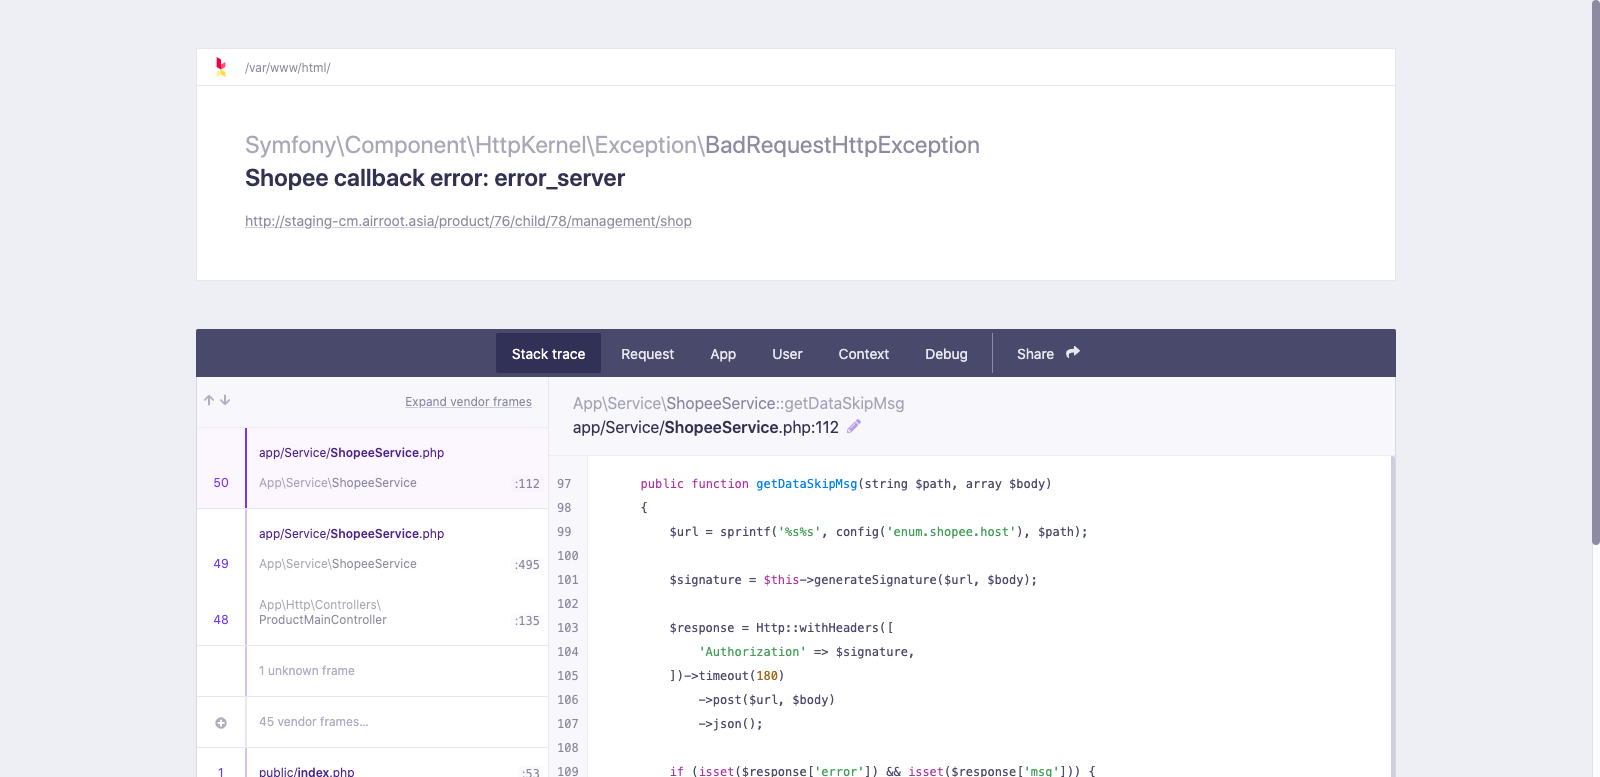 /var/www/html/
Symfony\Component\HttpKernel\Exception\BadRequestHttpException
Shopee callback error: error_server
http://staging-cm.airroot.asia/product/76/child/78/management/shop
Stack trace Request App User Context Debug Share
Expand vendor frames
app/Service/ShopeeService.php
50 App\Service\ShopeeService :112
app/Service/ShopeeService.php
49 App\Service\ShopeeService :495
App\Http\Controllers\
48 ProductMainController :135
1 unknown frame
45 vendor frames…
1 public/index.php :53
App\Service\ShopeeService::getDataSkipMsg
app/Service/ShopeeService.php:112
97 public function getDataSkipMsg(string $path, array $body)
98 {
99 $url = sprintf('%s%s', config('enum.shopee.host'), $path);
100
101 $signature = $this->generateSignature($url, $body);
102
103 $response = Http::withHeaders([
104 'Authorization' => $signature,
105 ])->timeout(180)
106 ->post($url, $body)
107 ->json();
108
109 if (isset($response['error']) && isset($response['msg'])) {